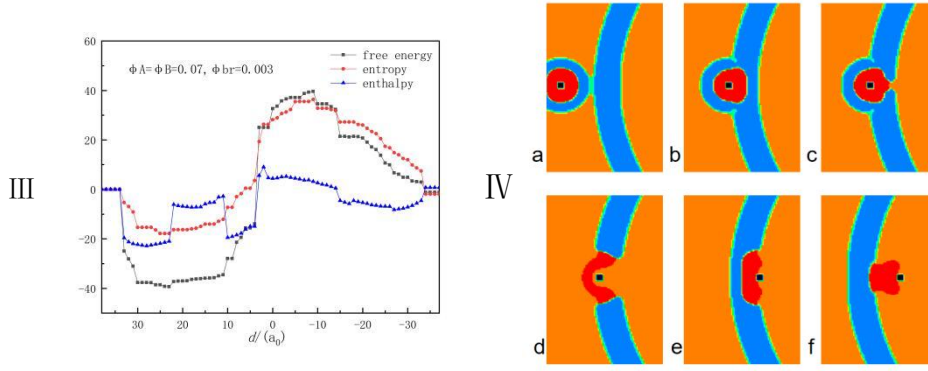 III
60
40
20
0
-20
-40
30
20
10
0
-10
-20
-30
d/(a₀)
ΦA=ΦB=0.07, Φbr=0.003
free energy
entropy
enthalpy
IV
a
b
c
d
e
f